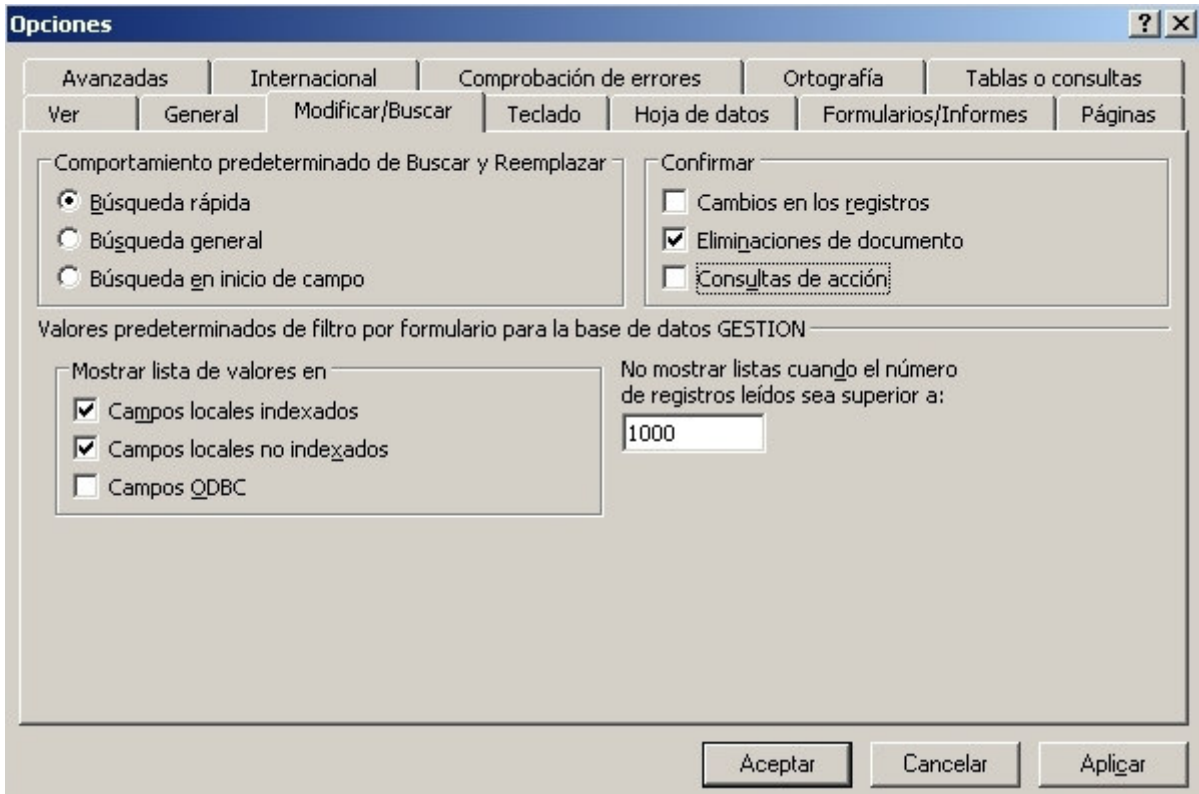 Opciones
Avanzadas Internacional Comprobación de errores Ortografía Tablas o consultas
Ver General Modificar/Buscar Teclado Hoja de datos Formularios/Informes Páginas
Comportamiento predeterminado de Buscar y Reemplazar
Búsqueda rápida
Búsqueda general
Búsqueda en inicio de campo
Confirmar
Cambios en los registros
Eliminaciones de documento
Consultas de acción
Valores predeterminados de filtro por formulario para la base de datos GESTION
Mostrar lista de valores en
Campos locales indexados
Campos locales no indexados
Campos ODBC
No mostrar listas cuando el número
de registros leídos sea superior a:
1000
Aceptar Cancelar Aplicar